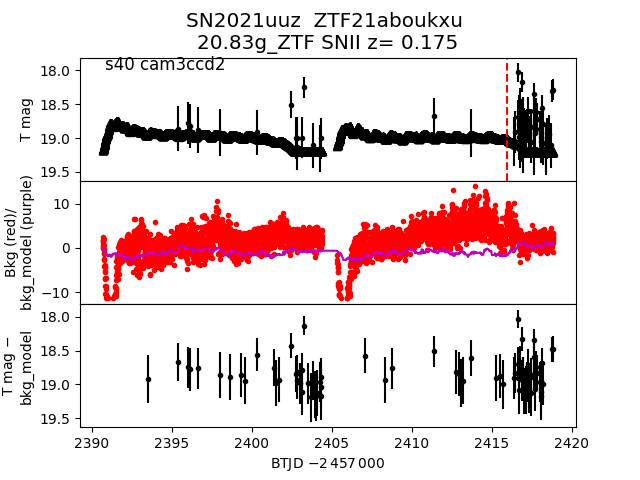 SN2021uuz  ZTF21aboukxu
20.83g_ZTF SNII z= 0.175
s40 cam3ccd2
T mag
18.0
18.5
19.0
19.5
Bkg (red)/
bkg_model (purple)
10
0
−10
T mag −
bkg_model
18.0
18.5
19.0
19.5
2390 2395 2400 2405 2410 2415 2420
BTJD −2 457 000